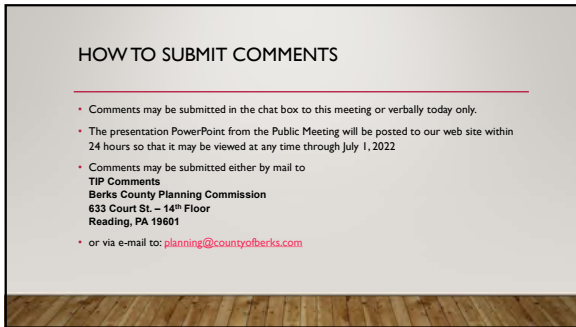 HOW TO SUBMIT COMMENTS
• Comments may be submitted in the chat box to this meeting or verbally today only.
• The presentation PowerPoint from the Public Meeting will be posted to our web site within
24 hours so that it may be viewed at any time through July 1, 2022
• Comments may be submitted either by mail to
TIP Comments
Berks County Planning Commission
633 Court St. – 14th Floor
Reading, PA 19601
• or via e-mail to: planning@countyofberks.com